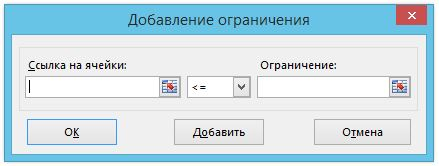 Добавление ограничения
Ссылка на ячейки: Ограничение:
<=
ОК Добавить Отмена